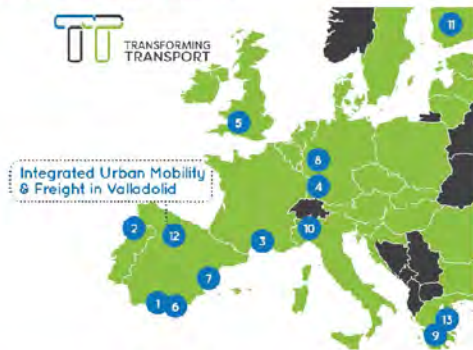 TT
TRANSFORMING
TRANSPORT
11
5
8
Integrated Urban Mobility
& Freight in Valladolid
4
2
12
3
10
7
1
6
13
9